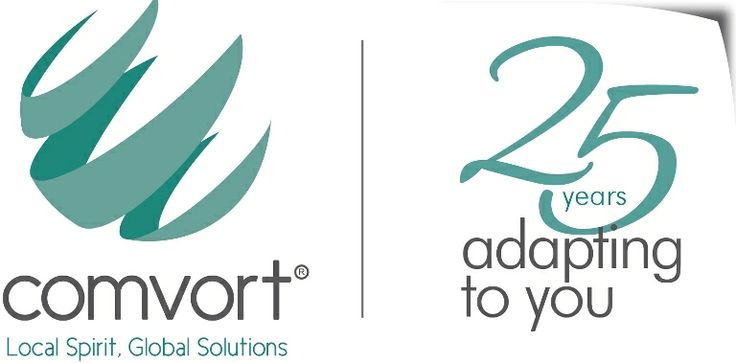 comvort®
Local Spirit, Global Solutions
25
years
adapting
to you